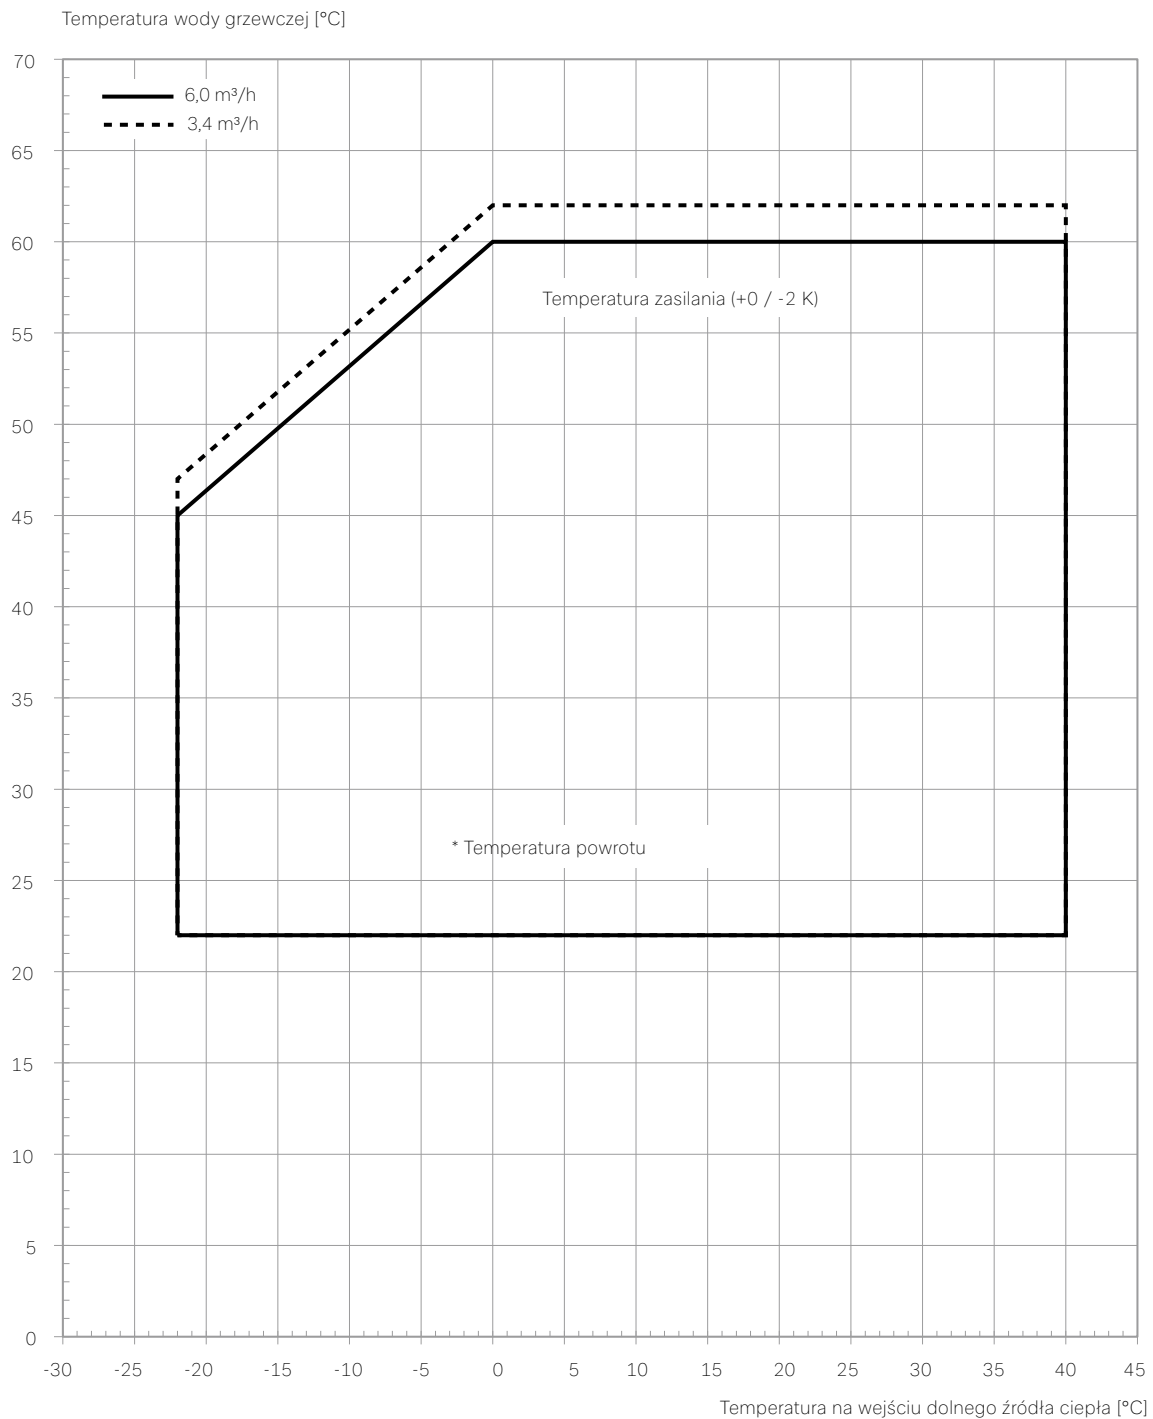 Temperatura wody grzewczej [°C]
70
6,0 m³/h
3,4 m³/h
65
60
Temperatura zasilania (+0 / -2 K)
55
50
45
40
35
30
* Temperatura powrotu
25
20
15
10
5
0
-30 -25 -20 -15 -10 -5 0 5 10 15 20 25 30 35 40 45
Temperatura na wejściu dolnego źródła ciepła [°C]